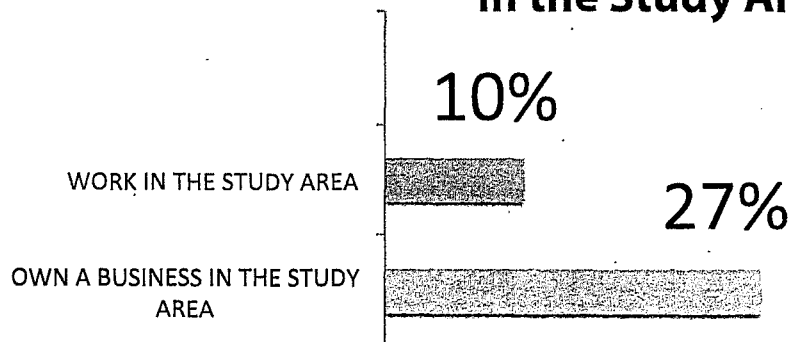 in the Study
10%
WORK IN THE STUDY AREA
27%
OWN A BUSINESS IN THE STUDY
AREA